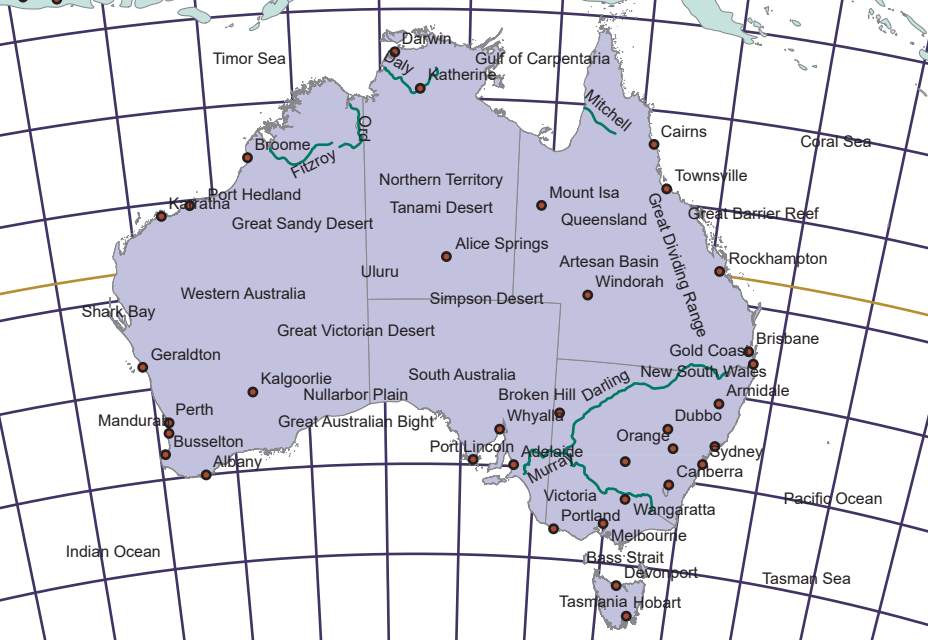 Darwin
Timor Sea
Daly
Gulf of Carpentaria
Katherine
Mitchell
Ord
Cairns
Coral Sea
Broome
Fitzroy
Townsville
Northern Territory
Port Hedland
Mount Isa
Karratha
Tanami Desert
Great Barrier Reef
Great Sandy Desert
Queensland
Great Dividing Range
Alice Springs
Rockhampton
Artesan Basin
Uluru
Windorah
Western Australia
Simpson Desert
Shark Bay
Great Victorian Desert
Brisbane
Gold Coast
Geraldton
New South Wales
South Australia
Kalgoorlie
Darling
Armidale
Nullarbor Plain
Broken Hill
Perth
Whyalla
Dubbo
Mandurah
Great Australian Bight
Orange
Busselton
Port Lincoln
Adelaide
Sydney
Albany
Murray
Canberra
Victoria
Pacific Ocean
Wangaratta
Portland
Melbourne
Indian Ocean
Bass Strait
Devonport
Tasman Sea
Tasmania
Hobart